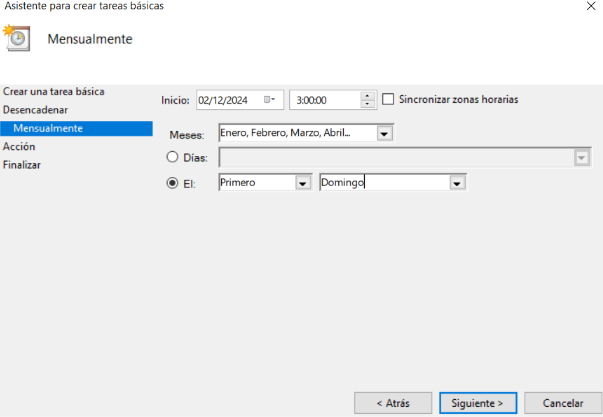 Asistente para crear tareas básicas
Mensualmente
Crear una tarea básica
Desencadenar
Mensualmente
Acción
Finalizar
Inicio: 02/12/2024 3:00:00 Sincronizar zonas horarias
Meses: Enero, Febrero, Marzo, Abril...
Días:
El: Primero Domingo
< Atrás Siguiente > Cancelar